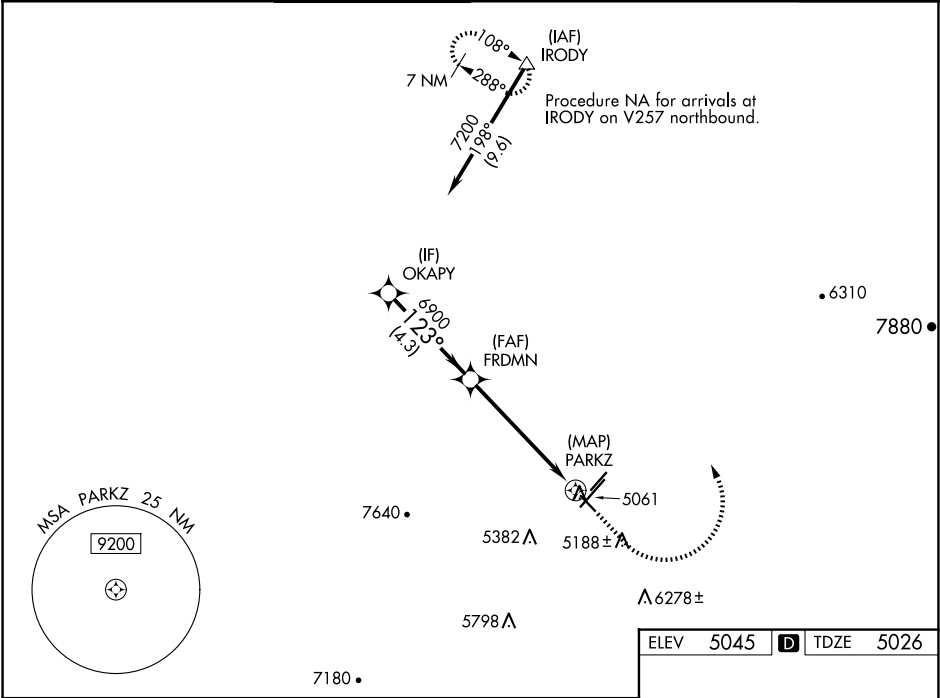 (IAF)
IRODY
108°
288°
7 NM
Procedure NA for arrivals at
IRODY on V257 northbound.
7200
198°
(9.6)
(IF)
OKAPY
6900
123°
(4.3)
6310
7880
(FAF)
FRDMN
(MAP)
PARKZ
5061
7640
5382
5188±
MSA PARKZ 25 NM
9200
6278±
5798
ELEV 5045 D TDZE 5026
7180